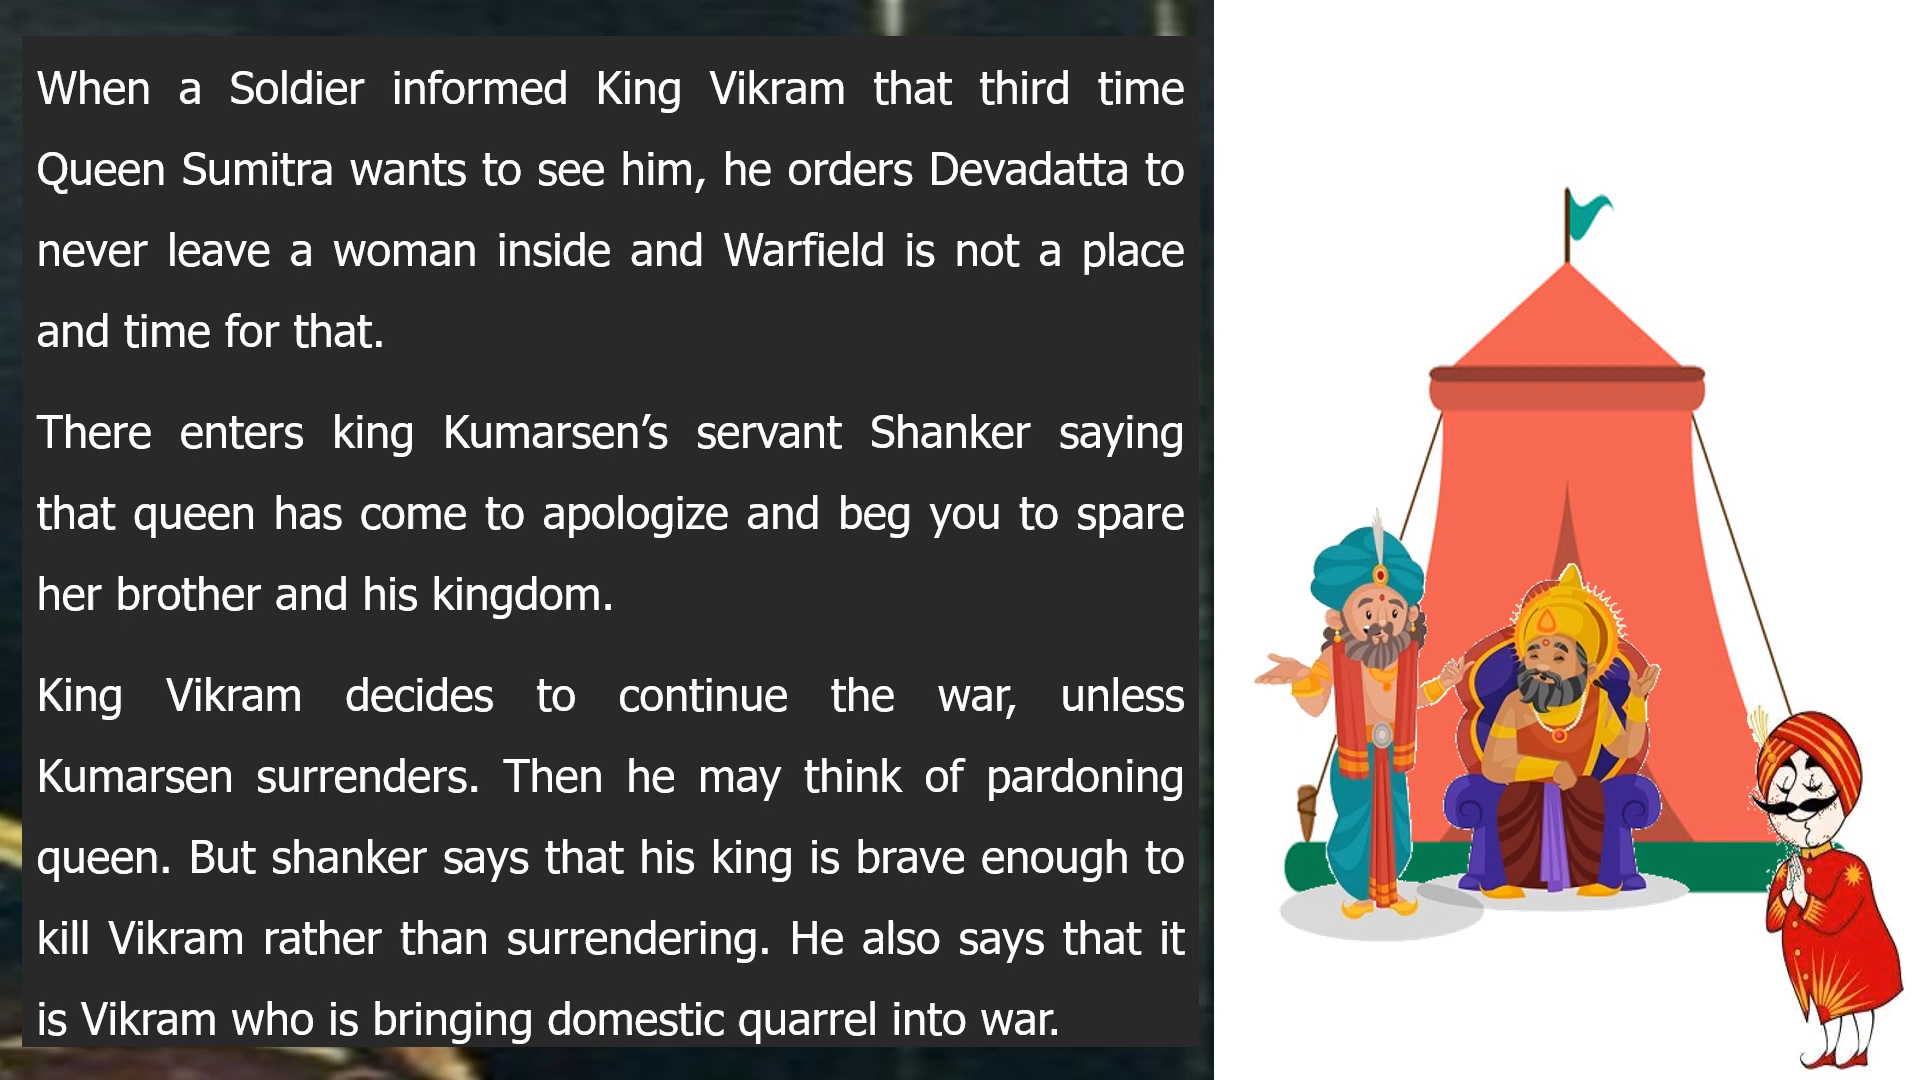 When a Soldier informed King Vikram that third time
Queen Sumitra wants to see him, he orders Devadatta to
never leave a woman inside and Warfield is not a place
and time for that.
There enters king Kumarsen’s servant Shanker saying
that queen has come to apologize and beg you to spare
her brother and his kingdom.
King Vikram decides to continue the war, unless
Kumarsen surrenders. Then he may think of pardoning
queen. But shanker says that his king is brave enough to
kill Vikram rather than surrendering. He also says that it
is Vikram who is bringing domestic quarrel into war.